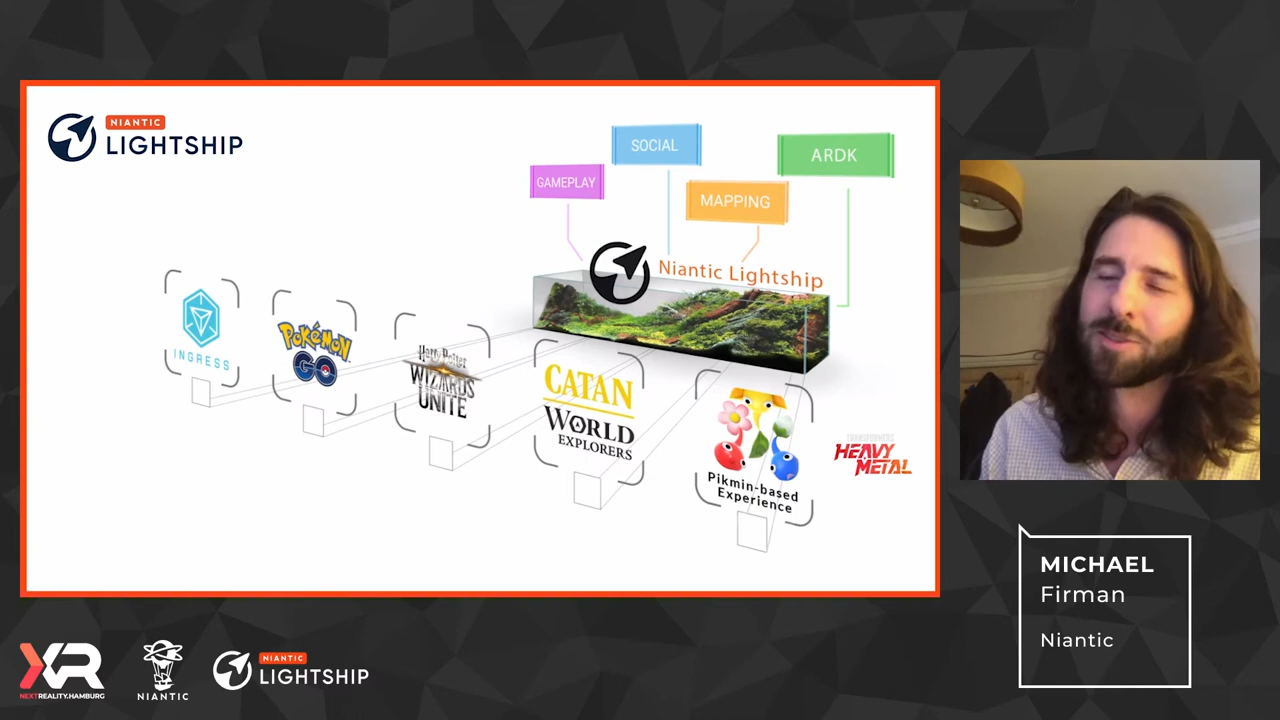 NIANTIC
LIGHTSHIP
SOCIAL
ARDK
GAMEPLAY
MAPPING
Niantic Lightship
INGRESS
POKéMON
GO
Harry Potter
WIZARDS
UNITE
CATAN
WORLD
EXPLORERS
Pikmin-based
Experience
TRANSFORMERS
HEAVY
METAL
MICHAEL
Firman
Niantic
XR
NEXTREALITY.HAMBURG
NIANTIC
NIANTIC
LIGHTSHIP